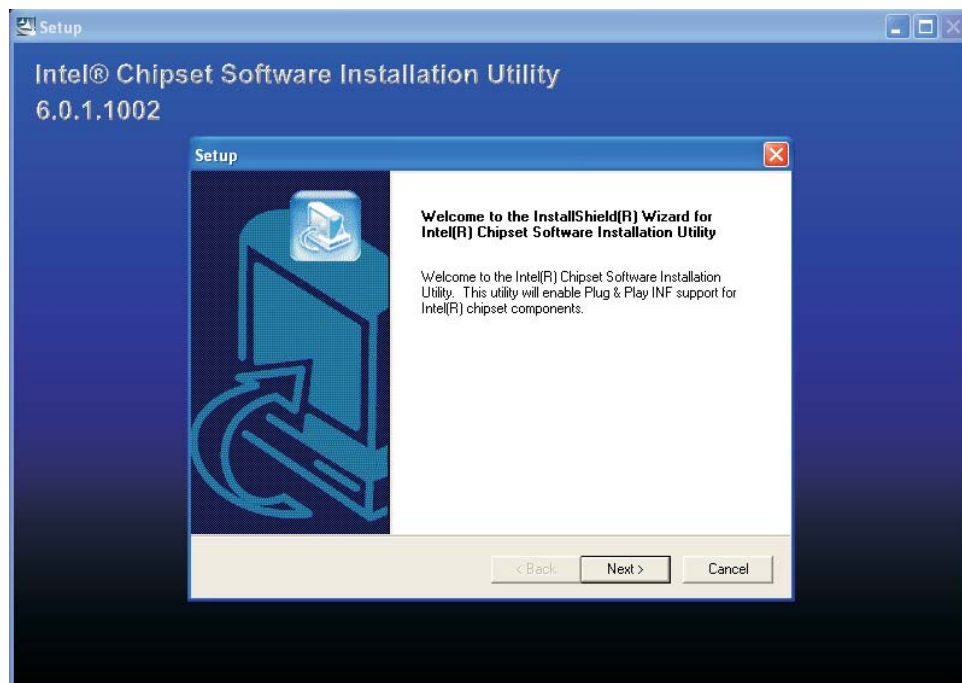 Setup
Intel® Chipset Software Installation Utility
6.0.1.1002
Setup
Welcome to the InstallShield(R) Wizard for
Intel(R) Chipset Software Installation Utility
Welcome to the Intel(R) Chipset Software Installation
Utility. This utility will enable Plug & Play INF support for
Intel(R) chipset components.
< Back
Next >
Cancel